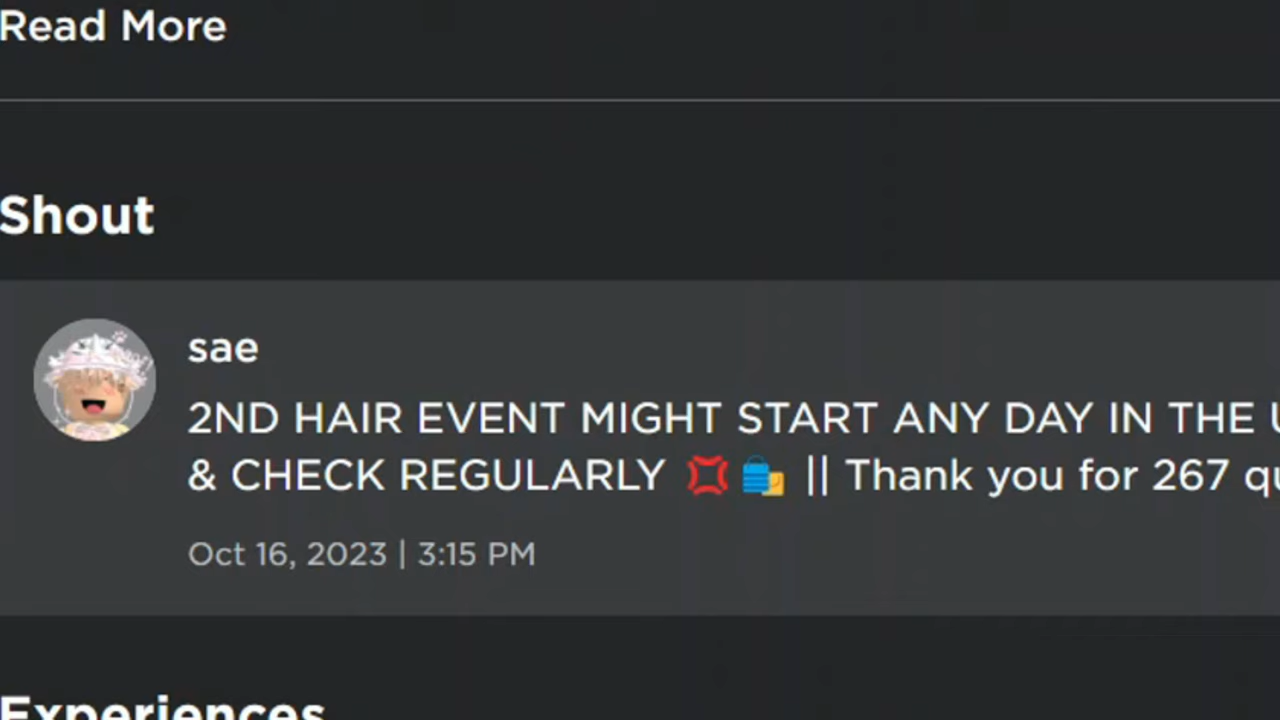 Read More
Shout
sae
2ND HAIR EVENT MIGHT START ANY DAY IN THE
& CHECK REGULARLY 💢🛍️ || Thank you for 267
Oct 16, 2023 | 3:15 PM
Experiences